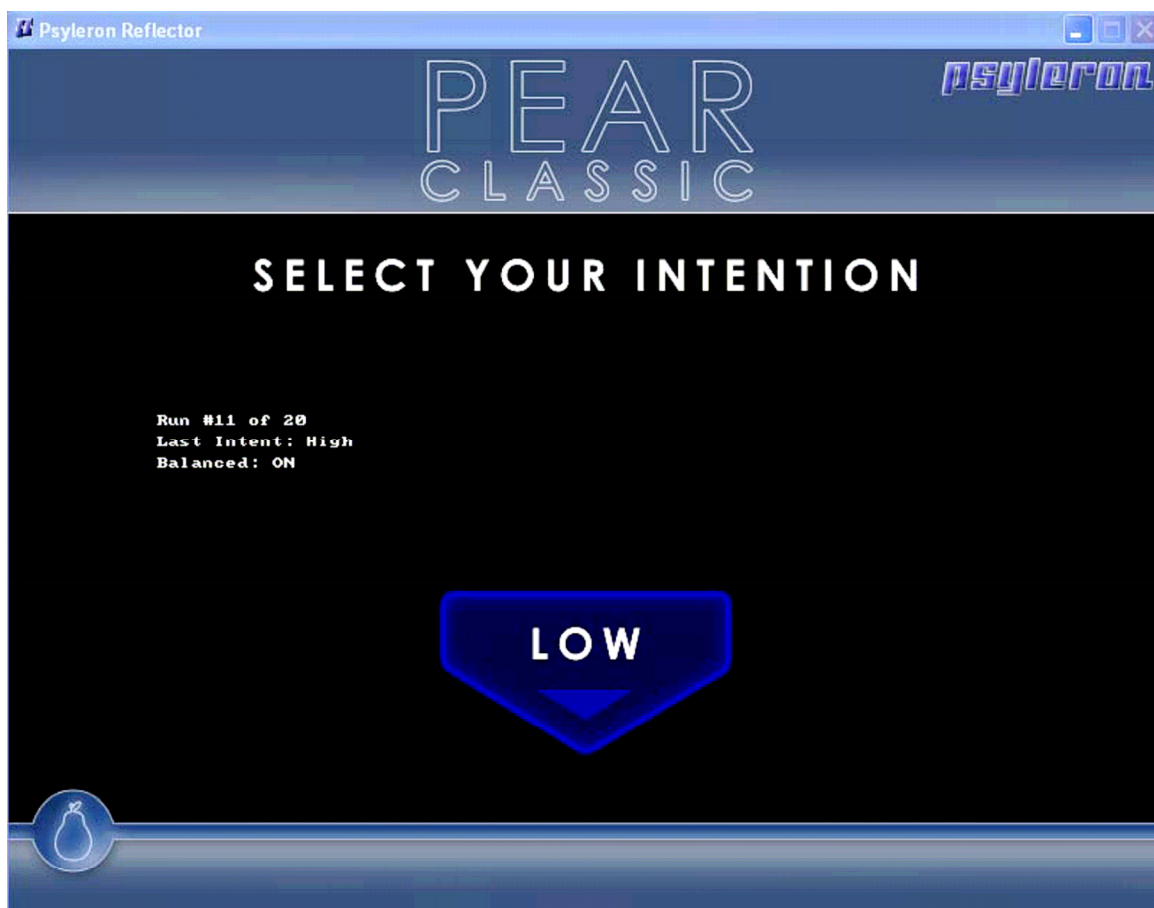 Psyleron Reflector
PEAR
CLASSIC
psyleron
SELECT YOUR INTENTION
Run #11 of 20
Last Intent: High
Balanced: ON
LOW